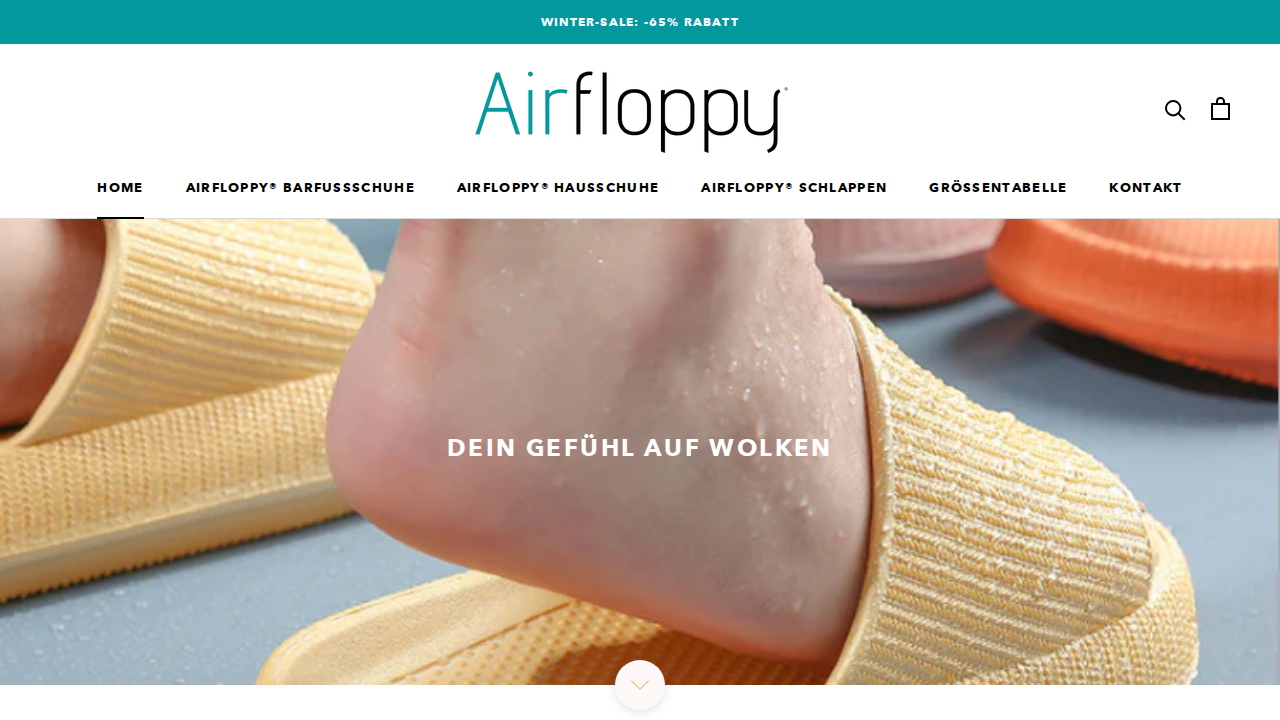 WINTER-SALE: -65% RABATT
Airfloppy®
HOME AIRFLOPPY® BARFUSSSCHUHE AIRFLOPPY® HAUSSCHUHE AIRFLOPPY® SCHLAPPEN GRÖSSENTABELLE KONTAKT
DEIN GEFÜHL AUF WOLKEN